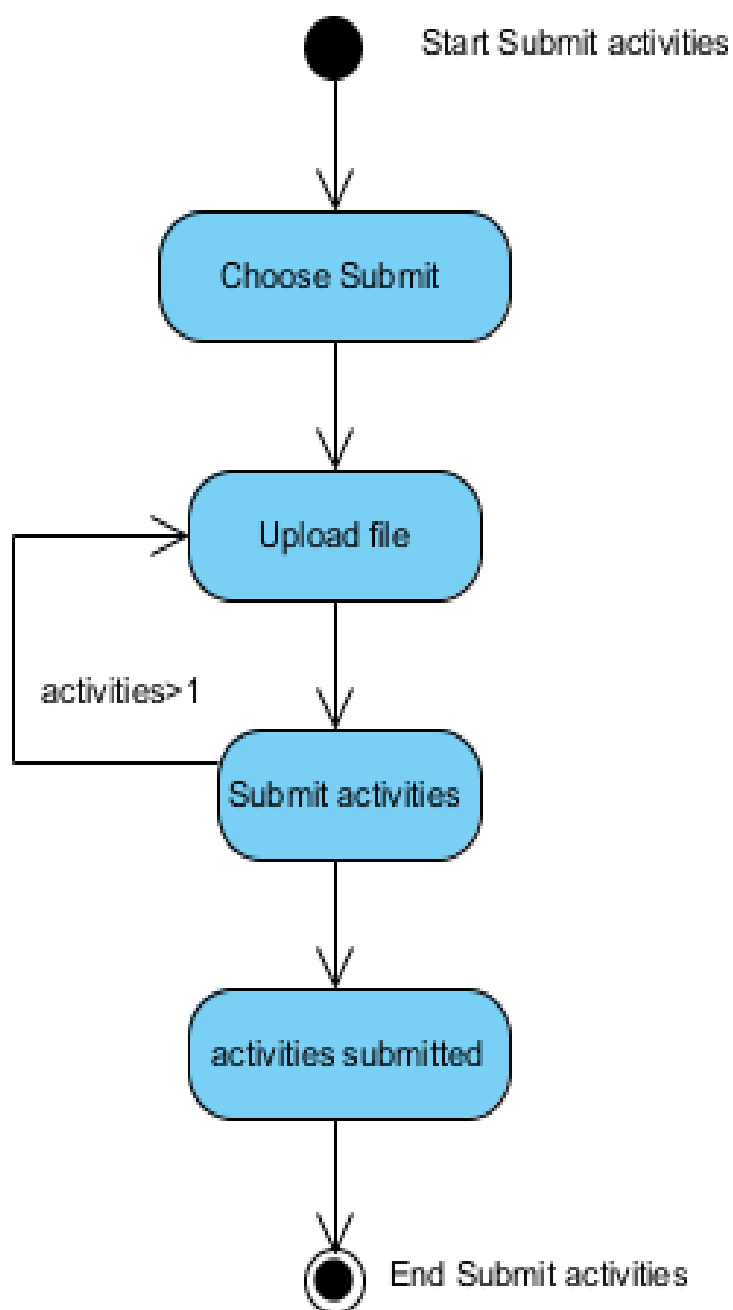 Start Submit activities
Choose Submit
Upload file
activities>1
Submit activities
activities submitted
End Submit activities